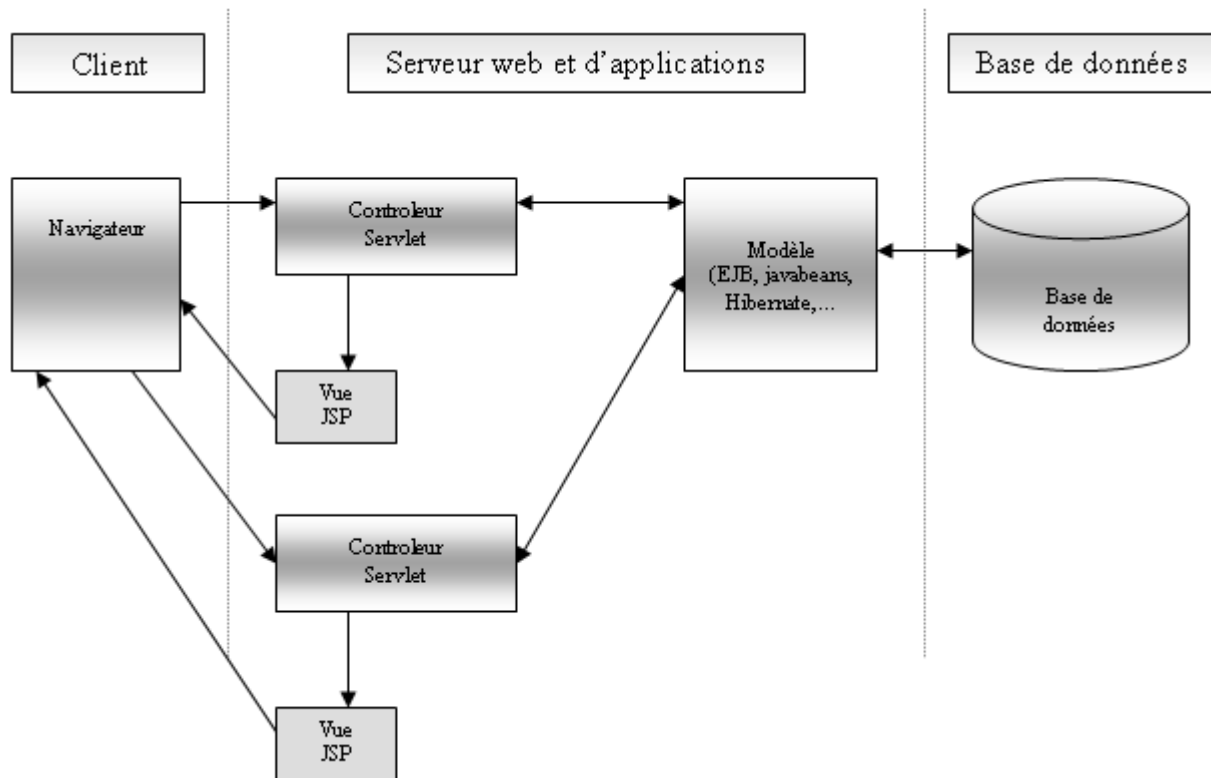 Client
Serveur web et d'applications
Base de données
Navigateur
Controleur
Servlet
Modèle
(EJB, javabeans,
Hibernate,...
Base de
données
Vue
JSP
Controleur
Servlet
Vue
JSP